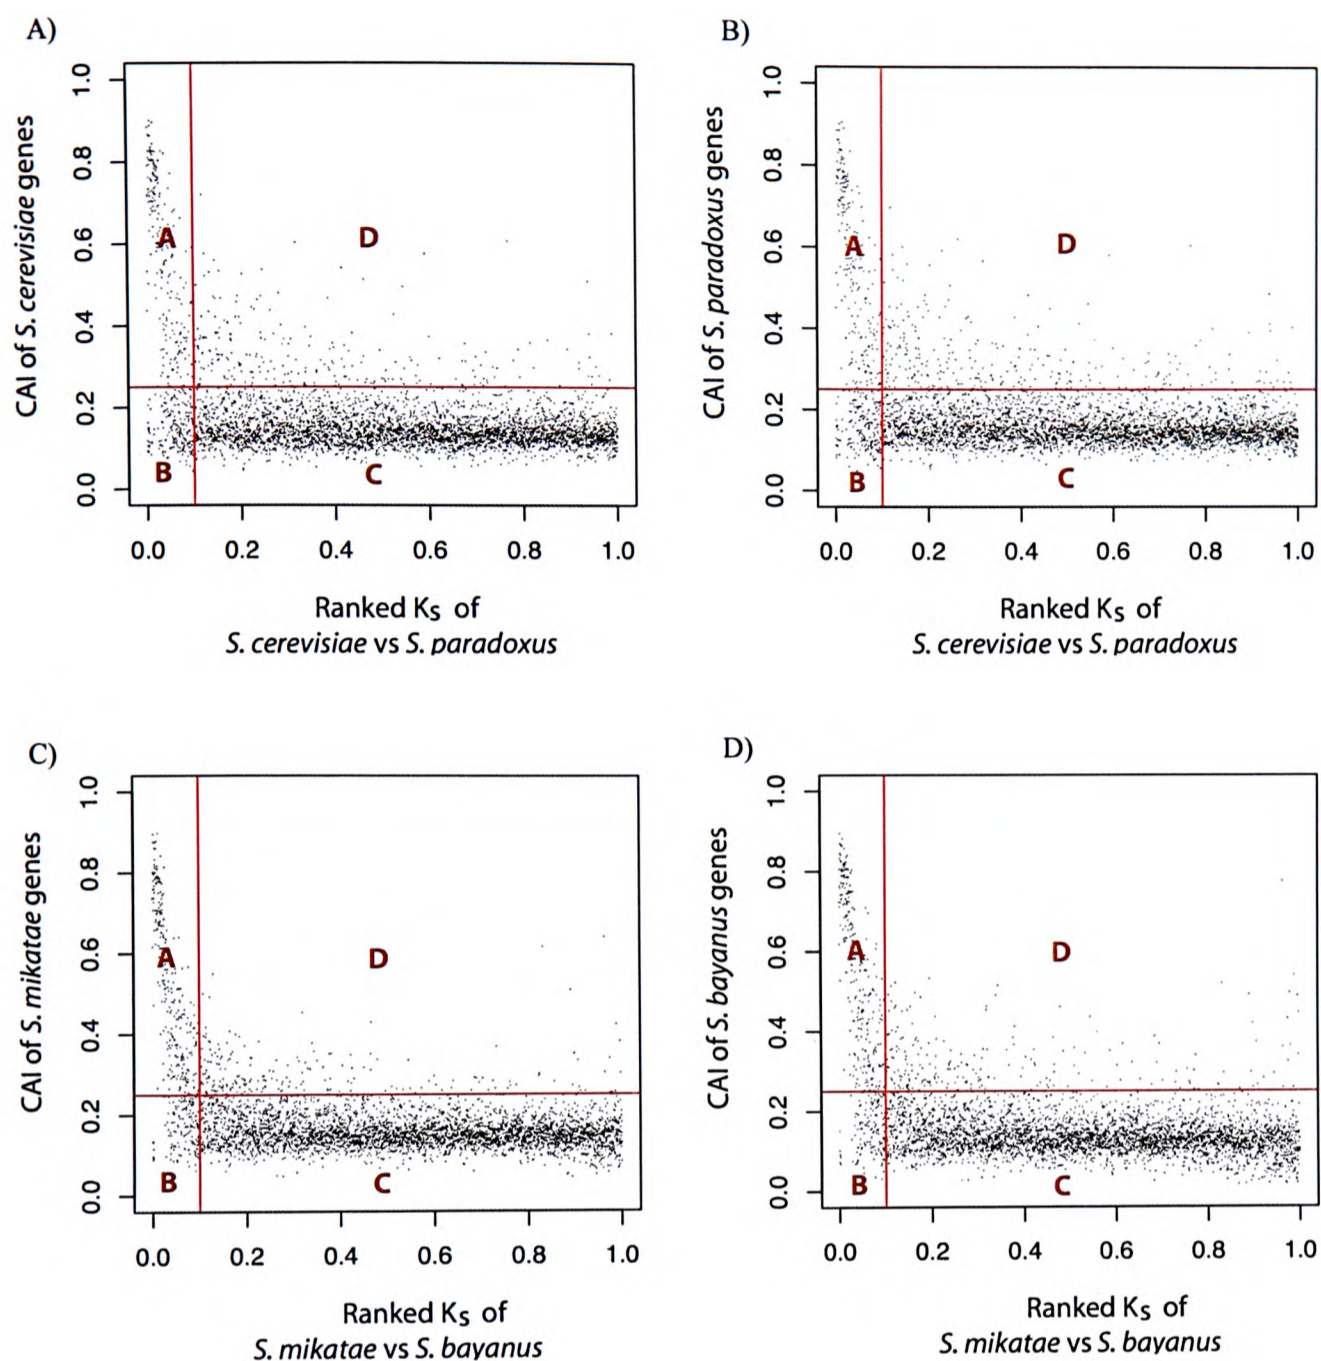 A)
CAI of S. cerevisiae genes
1.0
0.8
0.6
0.4
0.2
0.0
A
D
B
C
0.0 0.2 0.4 0.6 0.8 1.0
Ranked KS of
S. cerevisiae vs S. paradoxus
B)
CAI of S. paradoxus genes
1.0
0.8
0.6
0.4
0.2
0.0
A
D
B
C
0.0 0.2 0.4 0.6 0.8 1.0
Ranked KS of
S. cerevisiae vs S. paradoxus
C)
CAI of S. mikatae genes
1.0
0.8
0.6
0.4
0.2
0.0
A
D
B
C
0.0 0.2 0.4 0.6 0.8 1.0
Ranked KS of
S. mikatae vs S. bayanus
D)
CAI of S. bayanus genes
1.0
0.8
0.6
0.4
0.2
0.0
A
D
B
C
0.0 0.2 0.4 0.6 0.8 1.0
Ranked KS of
S. mikatae vs S. bayanus